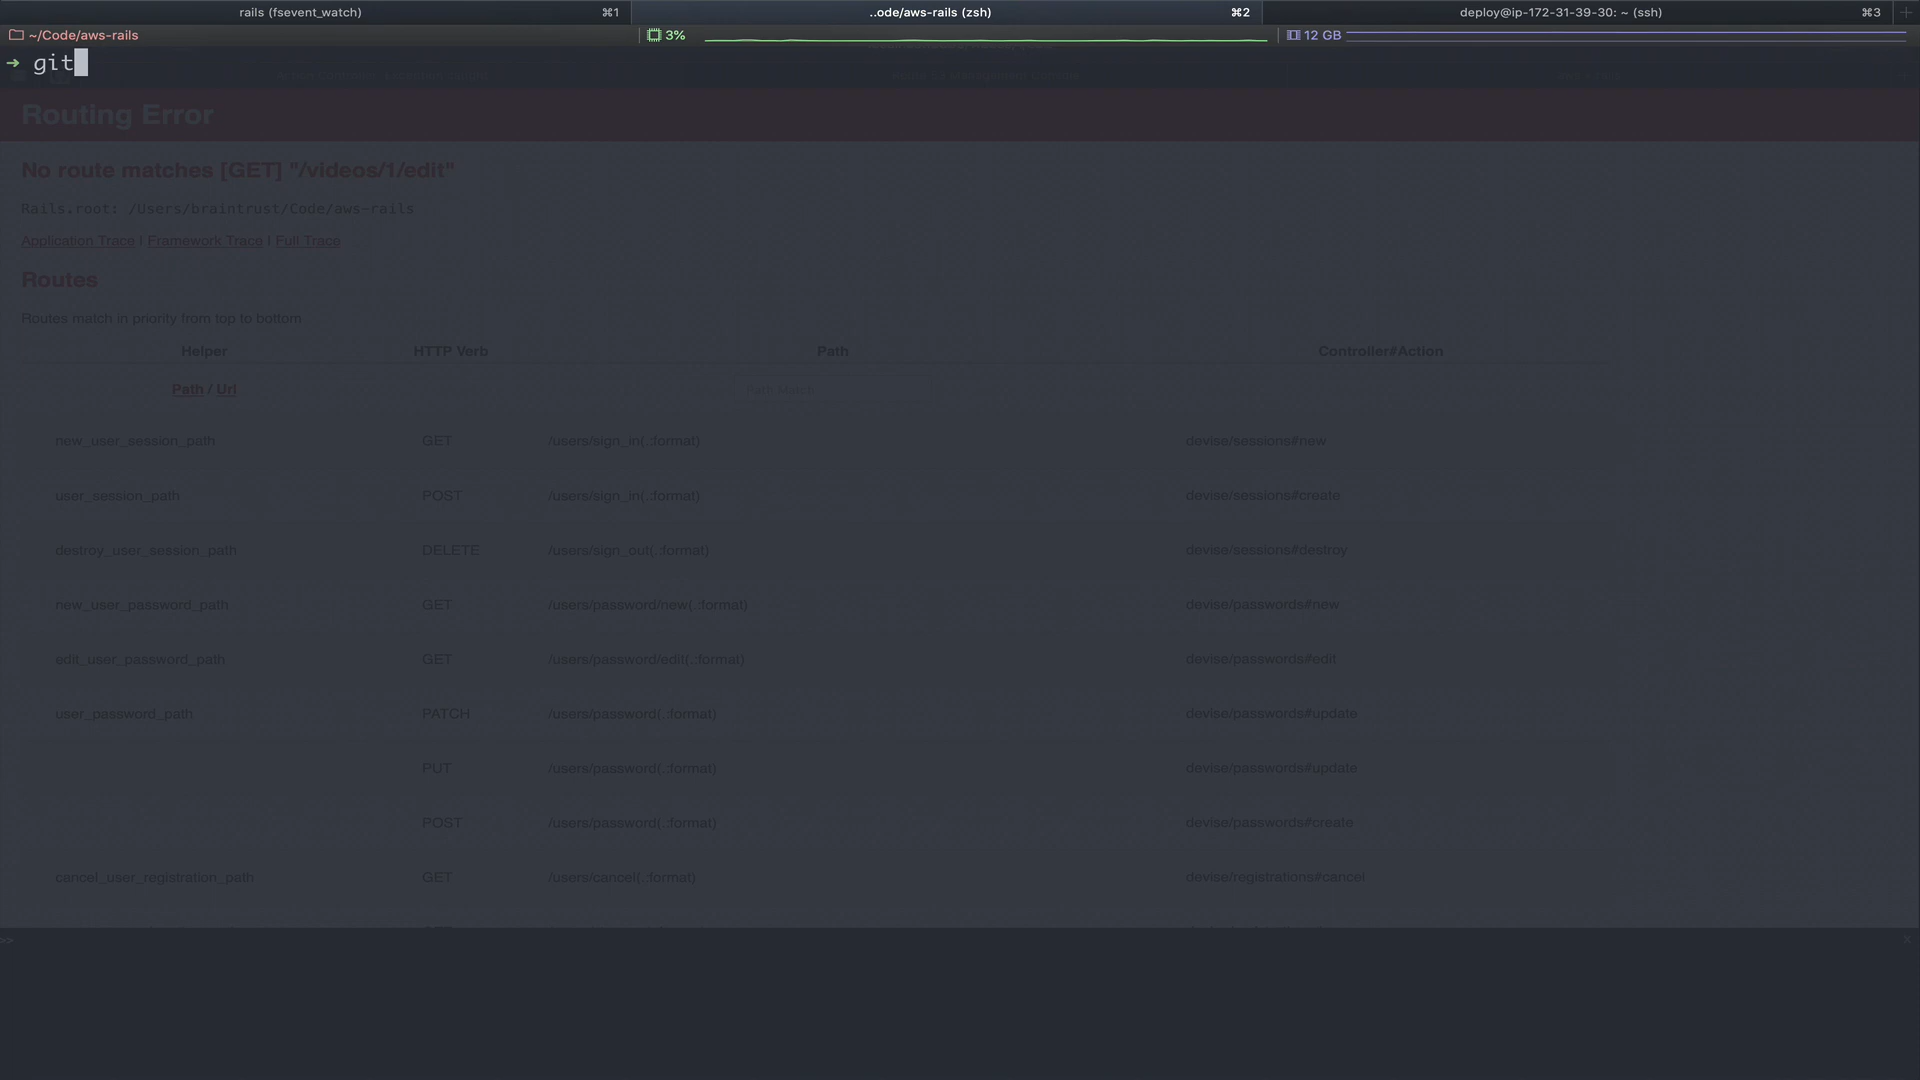 rails (fsevent_watch) ⌘1 ..ode/aws-rails (zsh) ⌘2 deploy@ip-172-31-39-30: ~ (ssh) ⌘3 +
~/Code/aws-rails 3% 12 GB
➜ git
Routing Error
No route matches [GET] "/videos/1/edit"
Rails.root: /Users/braintrust/Code/aws-rails
Application Trace | Framework Trace | Full Trace
Routes
Routes match in priority from top to bottom
Helper HTTP Verb Path Controller#Action
Path / Url Path Match
new_user_session_path GET /users/sign_in(.:format) devise/sessions#new
user_session_path POST /users/sign_in(.:format) devise/sessions#create
destroy_user_session_path DELETE /users/sign_out(.:format) devise/sessions#destroy
new_user_password_path GET /users/password/new(.:format) devise/passwords#new
edit_user_password_path GET /users/password/edit(.:format) devise/passwords#edit
user_password_path PATCH /users/password(.:format) devise/passwords#update
PUT /users/password(.:format) devise/passwords#update
POST /users/password(.:format) devise/passwords#create
cancel_user_registration_path GET /users/cancel(.:format) devise/registrations#cancel
>> x